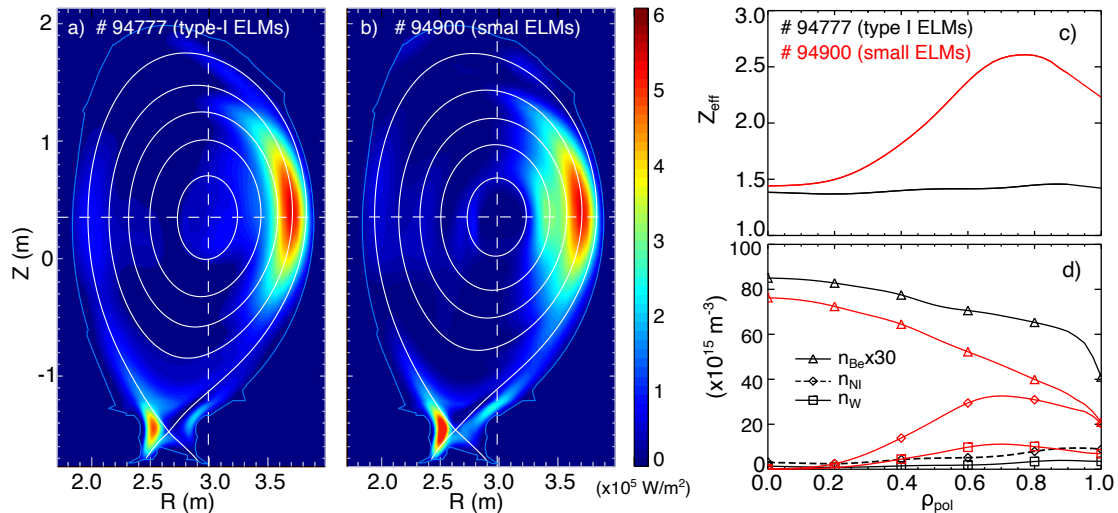 a) # 94777 (type-I ELMs)
b) # 94900 (smal ELMs)
2
1
0
-1
Z (m)
2.0 2.5 3.0 3.5
R (m)
2.0 2.5 3.0 3.5
R (m)
6
5
4
3
2
1
0
(x10⁵ W/m²)
# 94777 (type I ELMs)
# 94900 (small ELMs)
c)
3.0
2.5
2.0
1.5
1.0
Z_eff
d)
100
80
60
40
20
0
(x10¹⁵ m⁻³)
n_Bex30
n_NI
n_W
0.0 0.2 0.4 0.6 0.8 1.0
ρ_pol